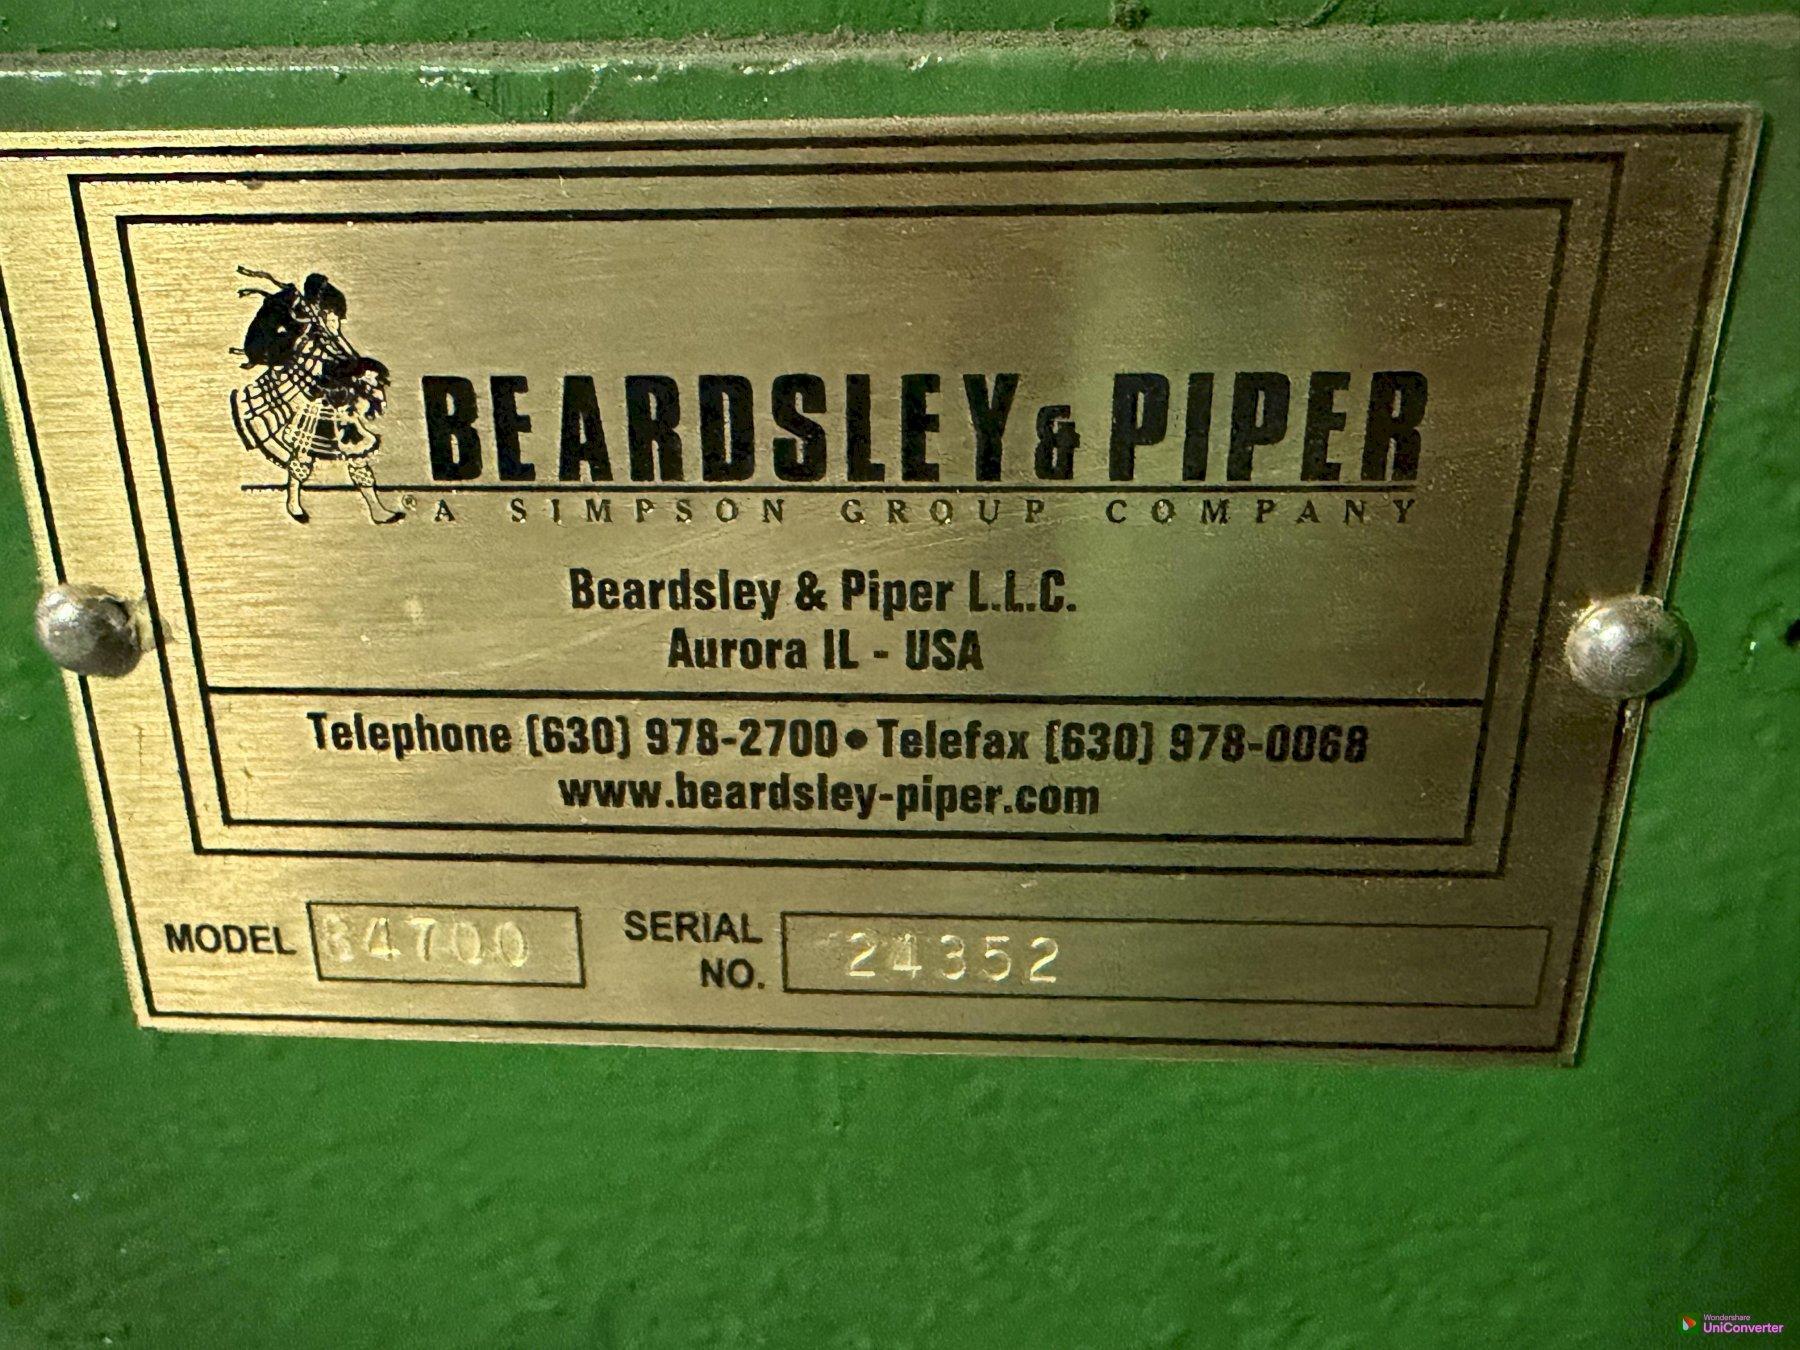 BEARDSLEY & PIPER
® A SIMPSON GROUP COMPANY
Beardsley & Piper L.L.C.
Aurora IL - USA
Telephone (630) 978-2700 • Telefax (630) 978-0068
www.beardsley-piper.com
MODEL
SERIAL NO. 24352
Wondershare
UniConverter